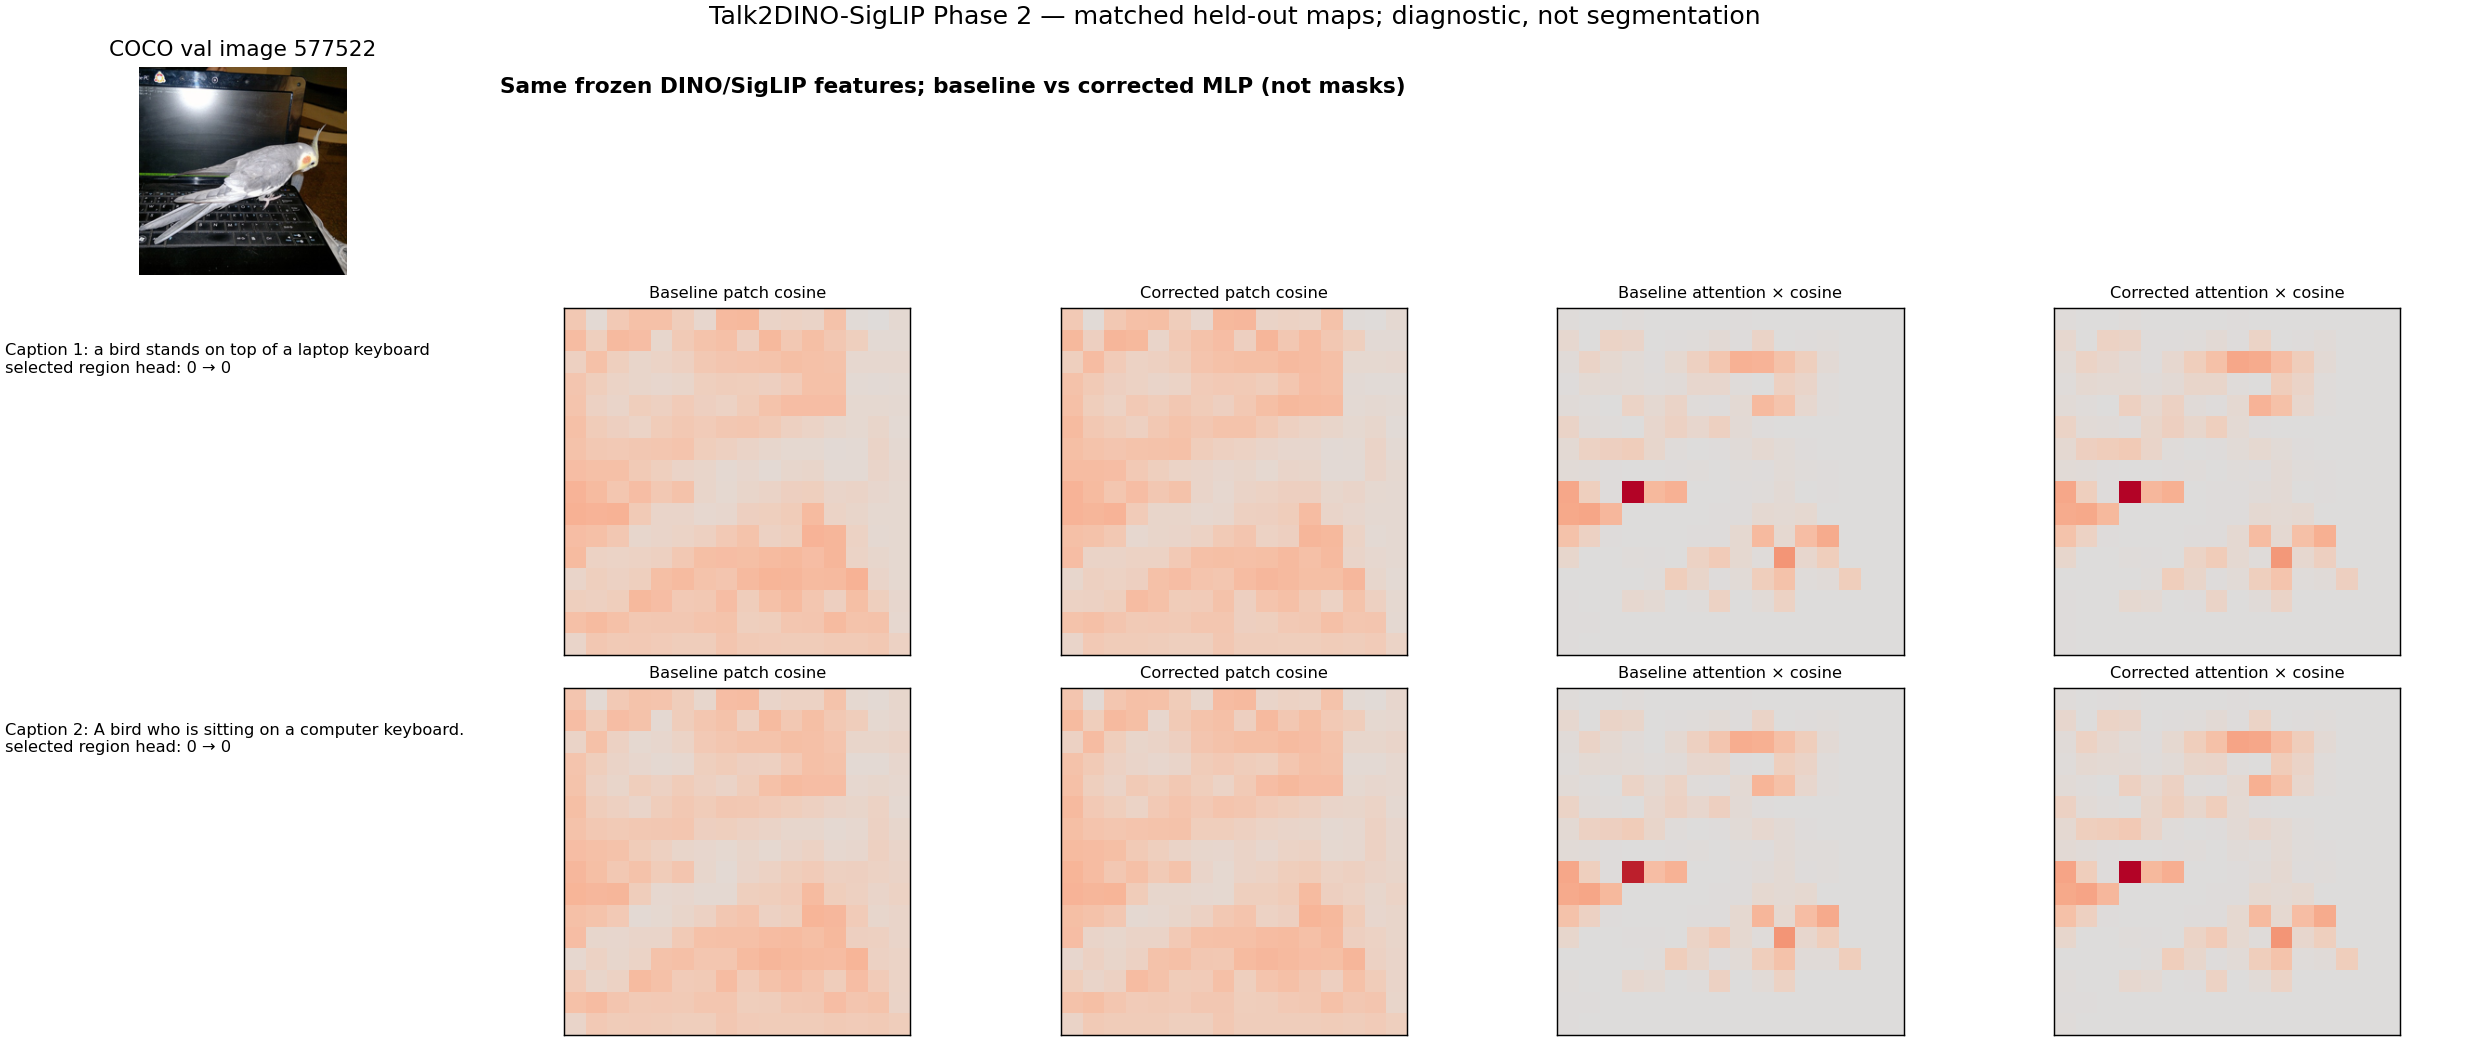 Talk2DINO-SigLIP Phase 2 — matched held-out maps; diagnostic, not segmentation
COCO val image 577522
Same frozen DINO/SigLIP features; baseline vs corrected MLP (not masks)
Baseline patch cosine
Corrected patch cosine
Baseline attention × cosine
Corrected attention × cosine
Caption 1: a bird stands on top of a laptop keyboard
selected region head: 0 → 0
Baseline patch cosine
Corrected patch cosine
Baseline attention × cosine
Corrected attention × cosine
Caption 2: A bird who is sitting on a computer keyboard.
selected region head: 0 → 0